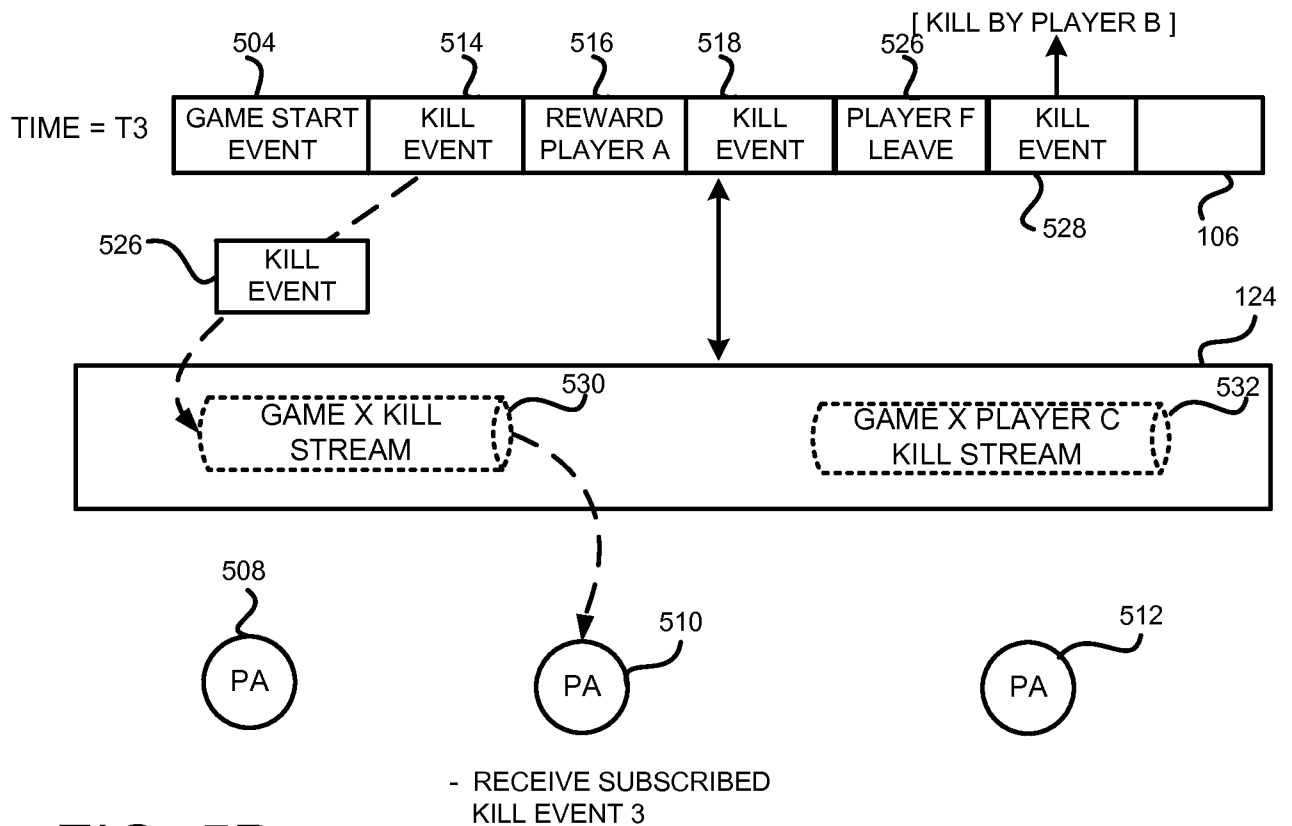 [ KILL BY PLAYER B ]
504
514
516
518
526
TIME = T3
GAME START
EVENT
KILL
EVENT
REWARD
PLAYER A
KILL
EVENT
PLAYER F
LEAVE
KILL
EVENT
528
106
526
KILL
EVENT
124
530
532
GAME X KILL
STREAM
GAME X PLAYER C
KILL STREAM
508
510
512
PA
PA
PA
- RECEIVE SUBSCRIBED
KILL EVENT 3